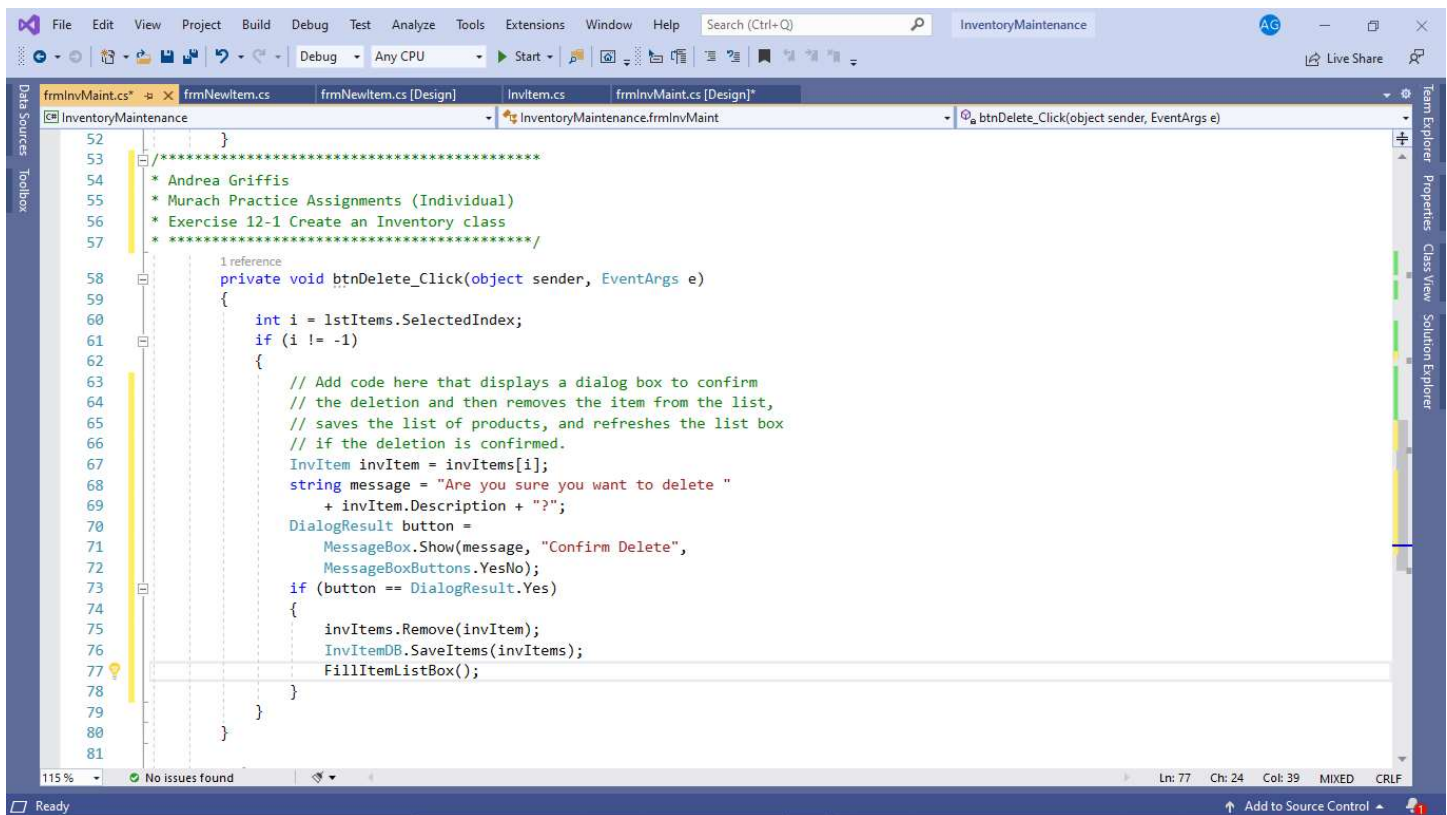 File Edit View Project Build Debug Test Analyze Tools Extensions Window Help Search (Ctrl+Q) InventoryMaintenance AG
Debug Any CPU Start Live Share
frmInvMaint.cs* frmNewItem.cs frmNewItem.cs [Design] InvItem.cs frmInvMaint.cs [Design]*
InventoryMaintenance InventoryMaintenance.frmInvMaint btnDelete_Click(object sender, EventArgs e)
Data Sources
Toolbox
52 }
53 /********************************************
54 * Andrea Griffis
55 * Murach Practice Assignments (Individual)
56 * Exercise 12-1 Create an Inventory class
57 * ******************************************/
1 reference
58 private void btnDelete_Click(object sender, EventArgs e)
59 {
60 int i = lstItems.SelectedIndex;
61 if (i != -1)
62 {
63 // Add code here that displays a dialog box to confirm
64 // the deletion and then removes the item from the list,
65 // saves the list of products, and refreshes the list box
66 // if the deletion is confirmed.
67 InvItem invItem = invItems[i];
68 string message = "Are you sure you want to delete "
69 + invItem.Description + "?";
70 DialogResult button =
71 MessageBox.Show(message, "Confirm Delete",
72 MessageBoxButtons.YesNo);
73 if (button == DialogResult.Yes)
74 {
75 invItems.Remove(invItem);
76 InvItemDB.SaveItems(invItems);
77 FillItemListBox();
78 }
79 }
80 }
81
Team Explorer
Properties
Class View
Solution Explorer
115 % No issues found Ln: 77 Ch: 24 Col: 39 MIXED CRLF
Ready Add to Source Control 1